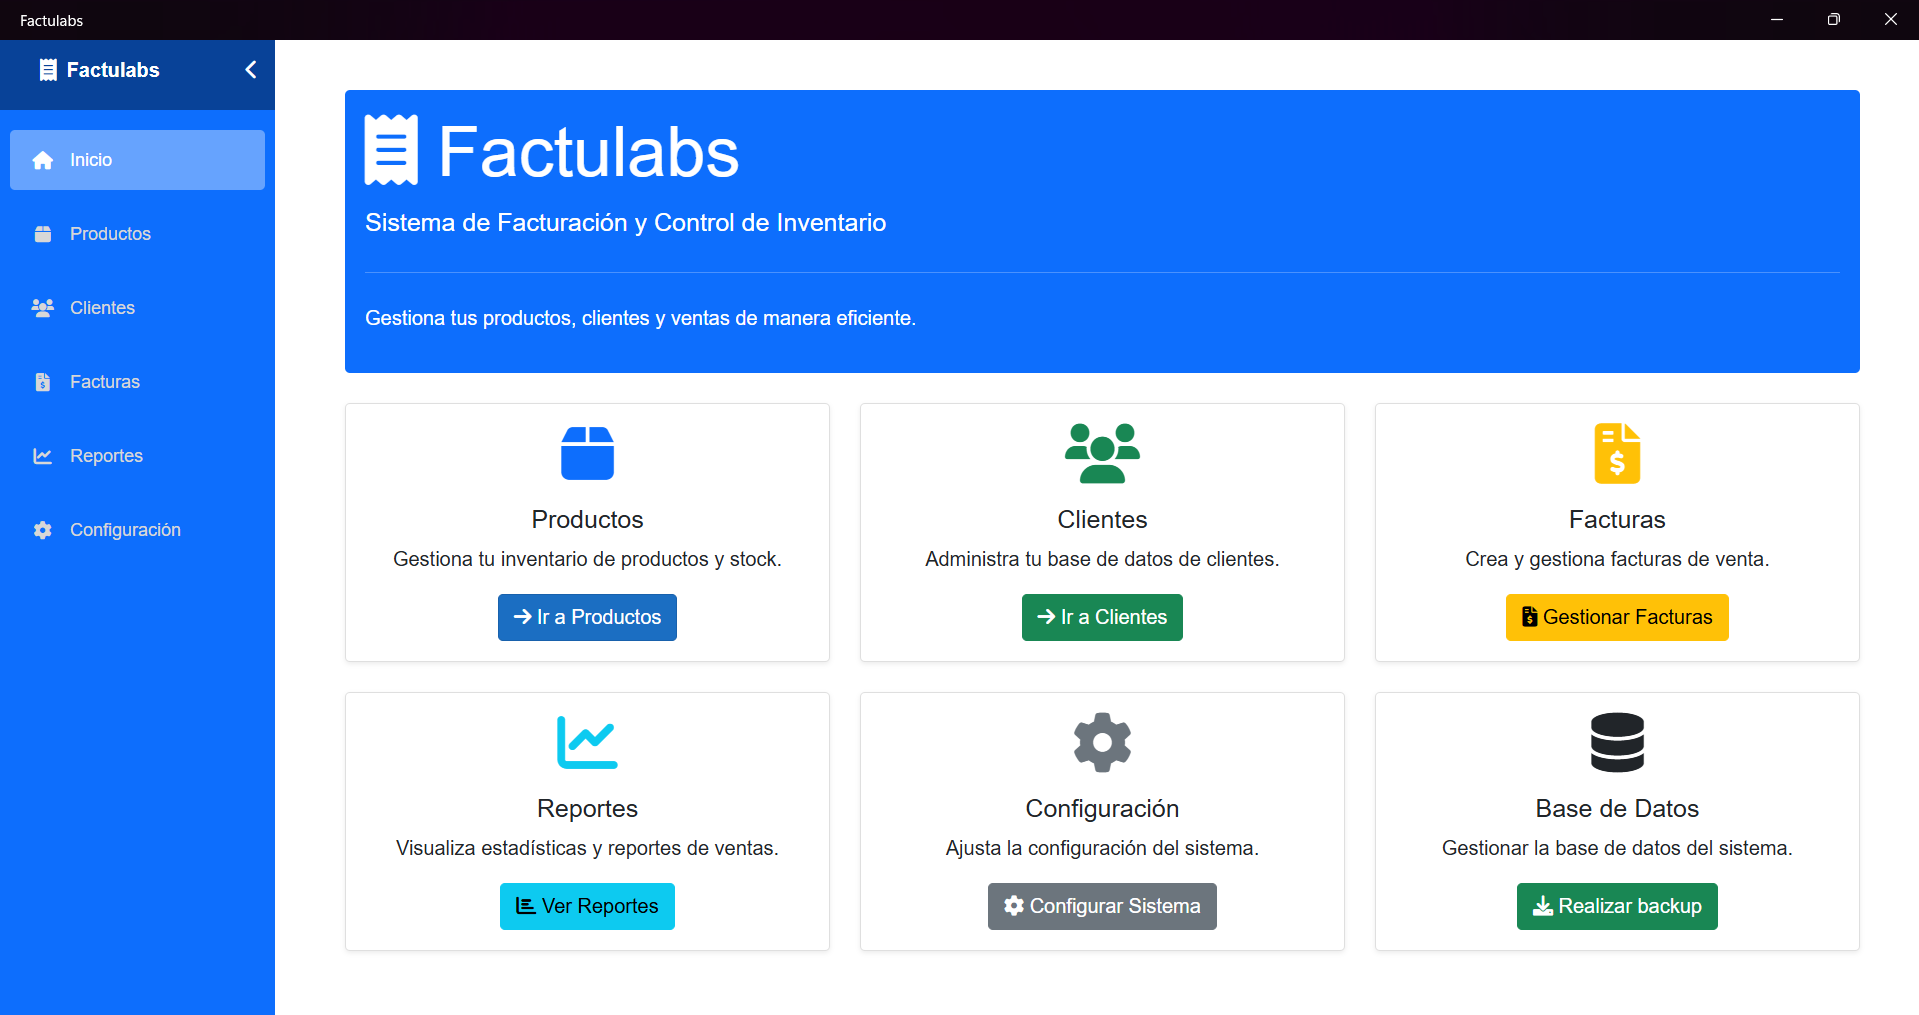 Factulabs
Factulabs
Inicio
Productos
Clientes
Facturas
Reportes
Configuración
Factulabs
Sistema de Facturación y Control de Inventario
Gestiona tus productos, clientes y ventas de manera eficiente.
Productos
Gestiona tu inventario de productos y stock.
Ir a Productos
Clientes
Administra tu base de datos de clientes.
Ir a Clientes
Facturas
Crea y gestiona facturas de venta.
Gestionar Facturas
Reportes
Visualiza estadísticas y reportes de ventas.
Ver Reportes
Configuración
Ajusta la configuración del sistema.
Configurar Sistema
Base de Datos
Gestionar la base de datos del sistema.
Realizar backup